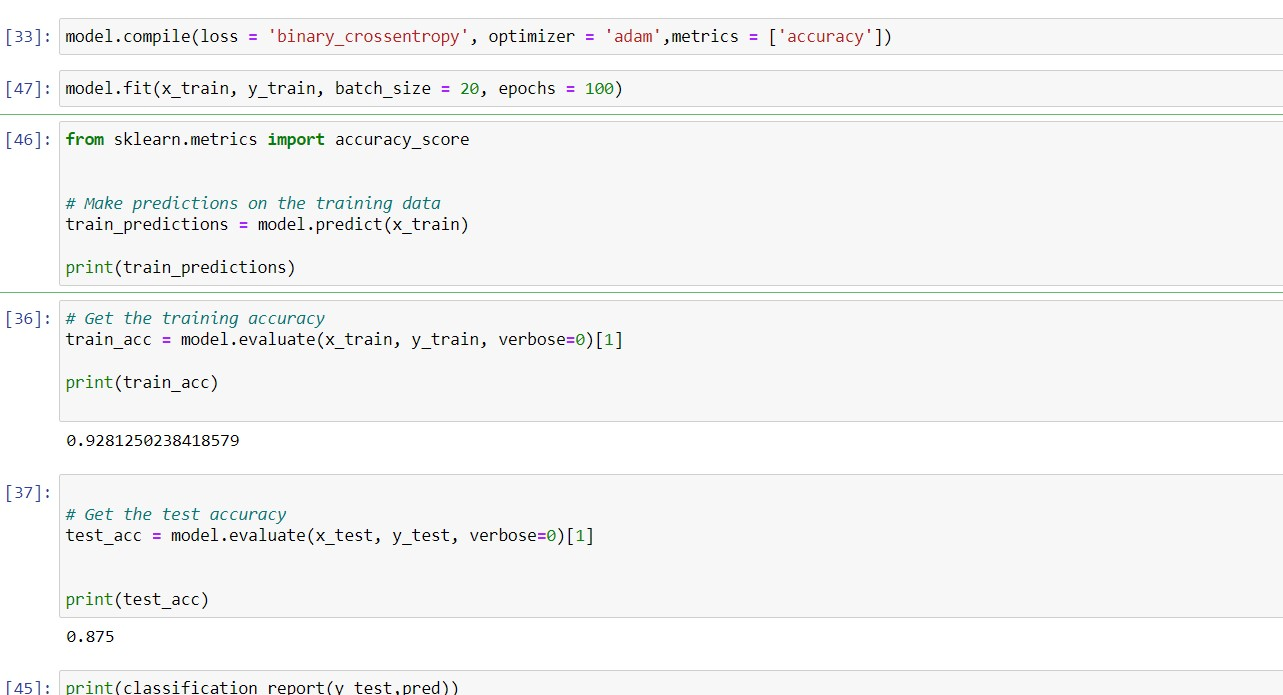 [33]: model.compile(loss = 'binary_crossentropy', optimizer = 'adam',metrics = ['accuracy'])
[47]: model.fit(x_train, y_train, batch_size = 20, epochs = 100)
[46]: from sklearn.metrics import accuracy_score
# Make predictions on the training data
train_predictions = model.predict(x_train)
print(train_predictions)
[36]: # Get the training accuracy
train_acc = model.evaluate(x_train, y_train, verbose=0)[1]
print(train_acc)
0.9281250238418579
[37]:
# Get the test accuracy
test_acc = model.evaluate(x_test, y_test, verbose=0)[1]
print(test_acc)
0.875
[45]: print(classification_report(y_test,pred))